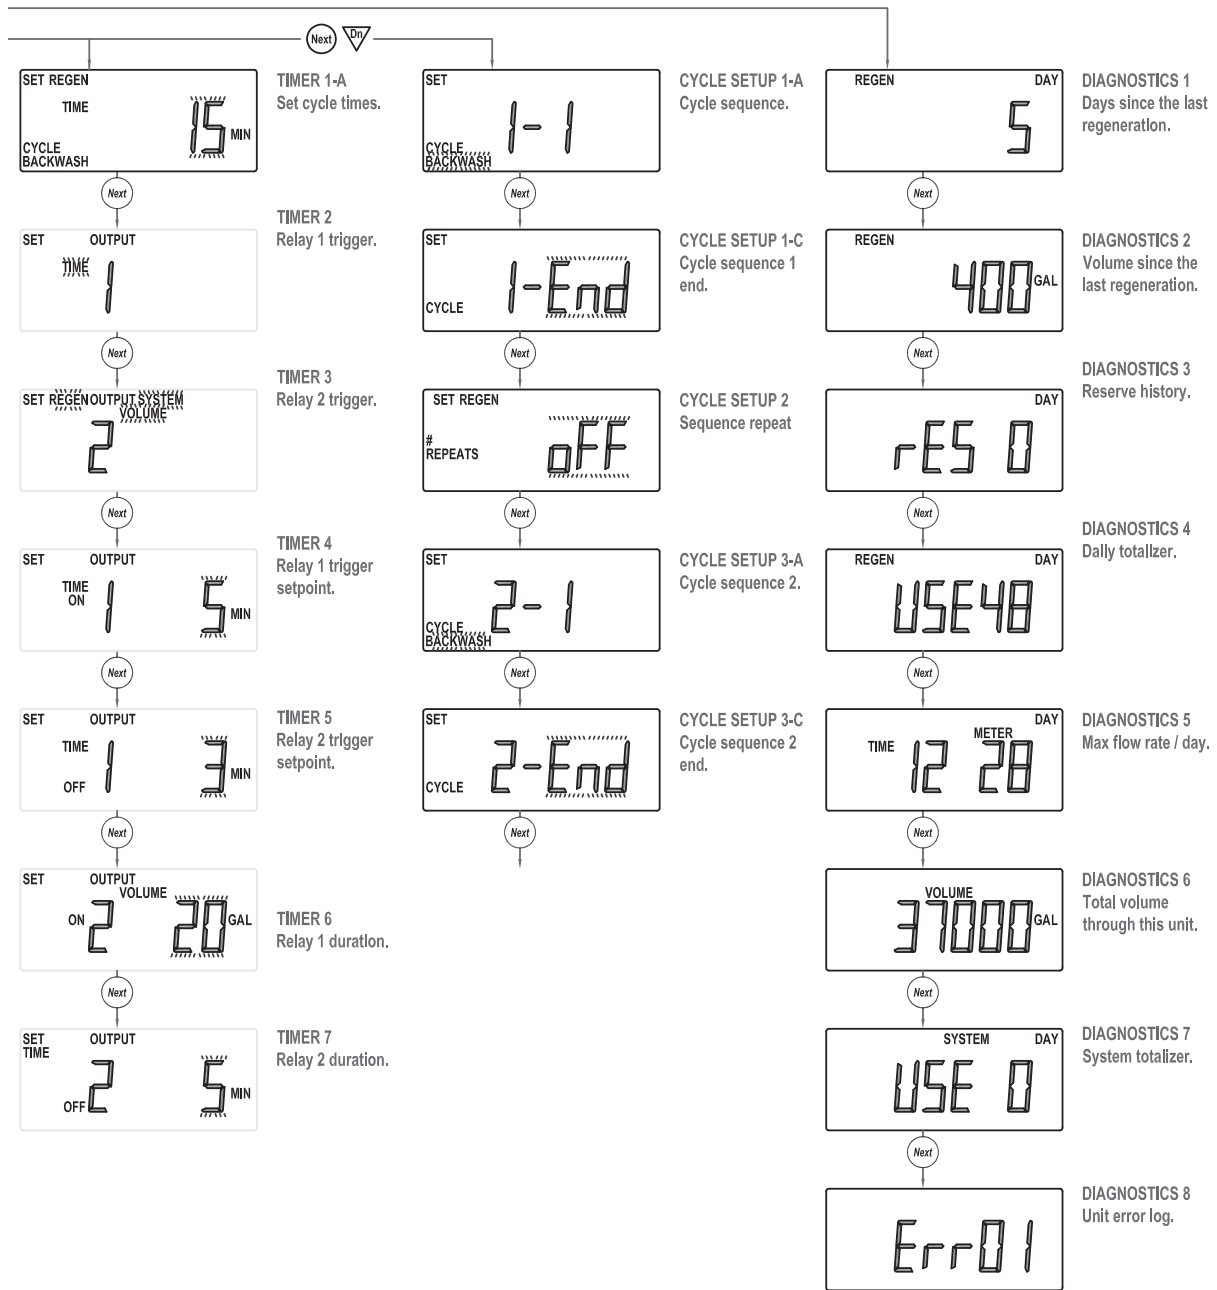 Next Dn
SET REGEN
TIME
15 MIN
CYCLE
BACKWASH
TIMER 1-A
Set cycle times.
Next
SET OUTPUT
TIME
1
TIMER 2
Relay 1 trigger.
Next
SET REGEN OUTPUT SYSTEM
VOLUME
2
TIMER 3
Relay 2 trigger.
Next
SET OUTPUT
TIME
ON
1 5 MIN
TIMER 4
Relay 1 trigger
setpoint.
Next
SET OUTPUT
TIME
1 3 MIN
OFF
TIMER 5
Relay 2 trigger
setpoint.
Next
SET OUTPUT
VOLUME
ON 2 20 GAL
TIMER 6
Relay 1 duration.
Next
SET OUTPUT
TIME
2 5 MIN
OFF
TIMER 7
Relay 2 duration.
SET
1-1
CYCLE
BACKWASH
CYCLE SETUP 1-A
Cycle sequence.
Next
SET
1-End
CYCLE
CYCLE SETUP 1-C
Cycle sequence 1
end.
Next
SET REGEN
#
REPEATS
oFF
CYCLE SETUP 2
Sequence repeat
Next
SET
2-1
CYCLE
BACKWASH
CYCLE SETUP 3-A
Cycle sequence 2.
Next
SET
2-End
CYCLE
CYCLE SETUP 3-C
Cycle sequence 2
end.
Next
REGEN DAY
5
DIAGNOSTICS 1
Days since the last
regeneration.
Next
REGEN
400 GAL
DIAGNOSTICS 2
Volume since the
last regeneration.
Next
DAY
rES 0
DIAGNOSTICS 3
Reserve history.
Next
REGEN DAY
USE48
DIAGNOSTICS 4
Daily totalizer.
Next
DAY
METER
TIME 12 28
DIAGNOSTICS 5
Max flow rate / day.
Next
VOLUME
37000 GAL
DIAGNOSTICS 6
Total volume
through this unit.
Next
SYSTEM DAY
USE 0
DIAGNOSTICS 7
System totalizer.
Next
Err01
DIAGNOSTICS 8
Unit error log.